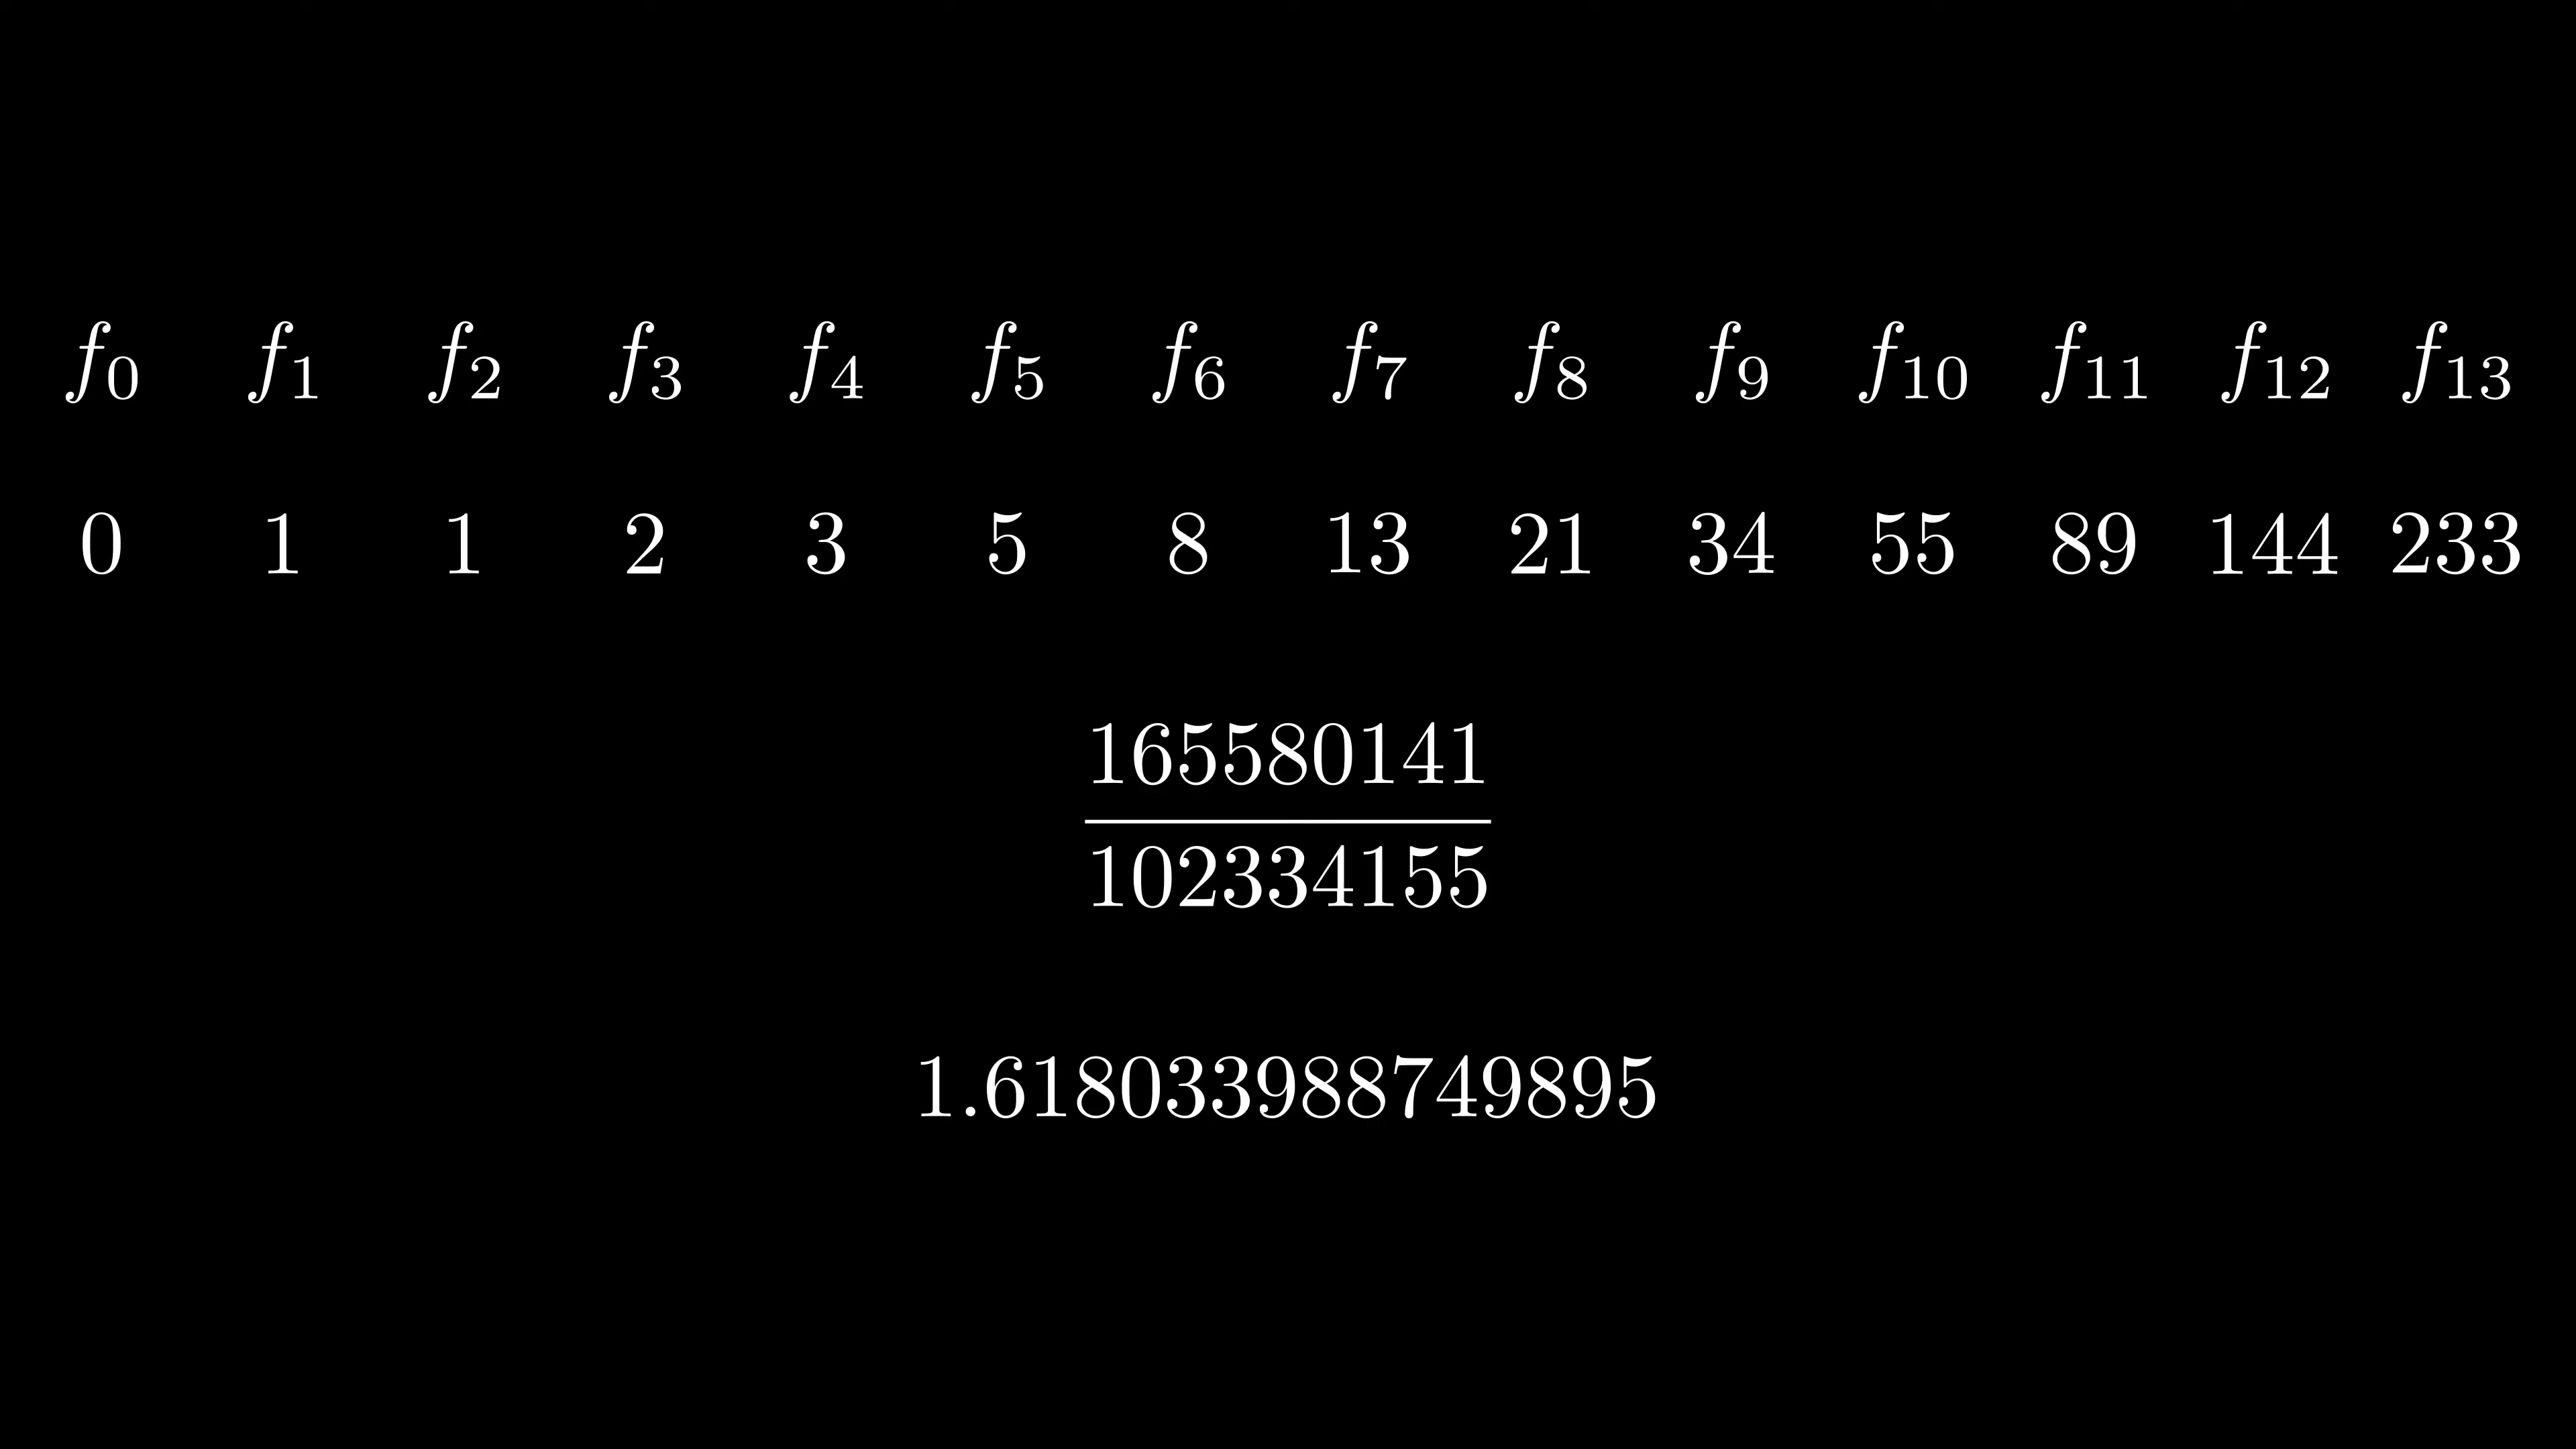 f₀ f₁ f₂ f₃ f₄ f₅ f₆ f₇ f₈ f₉ f₁₀ f₁₁ f₁₂ f₁₃
0 1 1 2 3 5 8 13 21 34 55 89 144 233
165580141
102334155
1.618033988749895